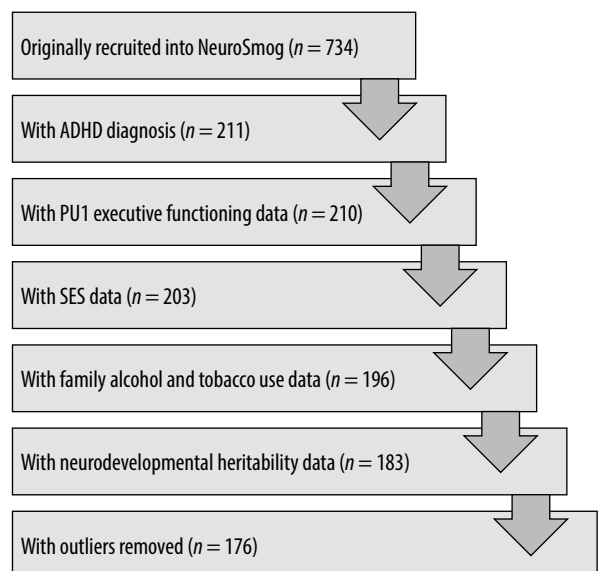 Originally recruited into NeuroSmog (n = 734)
With ADHD diagnosis (n = 211)
With PU1 executive functioning data (n = 210)
With SES data (n = 203)
With family alcohol and tobacco use data (n = 196)
With neurodevelopmental heritability data (n = 183)
With outliers removed (n = 176)